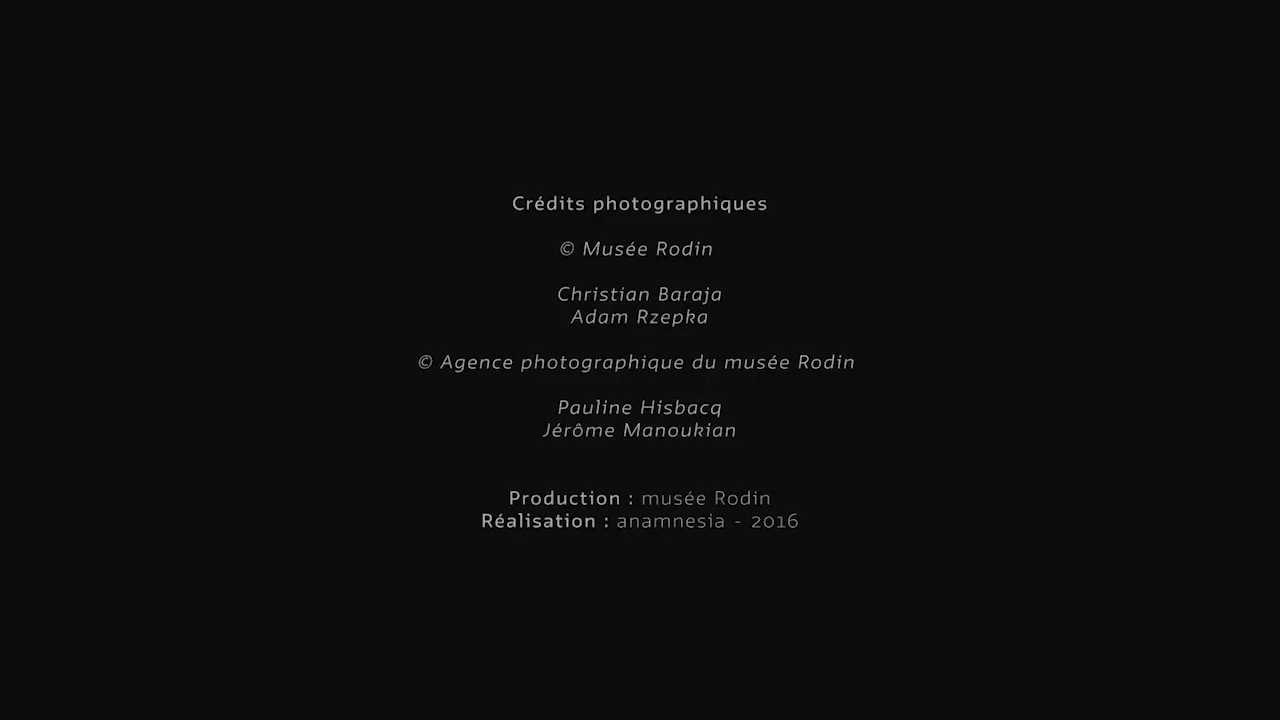 Crédits photographiques
© Musée Rodin
Christian Baraja
Adam Rzepka
© Agence photographique du musée Rodin
Pauline Hisbacq
Jérôme Manoukian
Production : musée Rodin
Réalisation : anamnesia - 2016